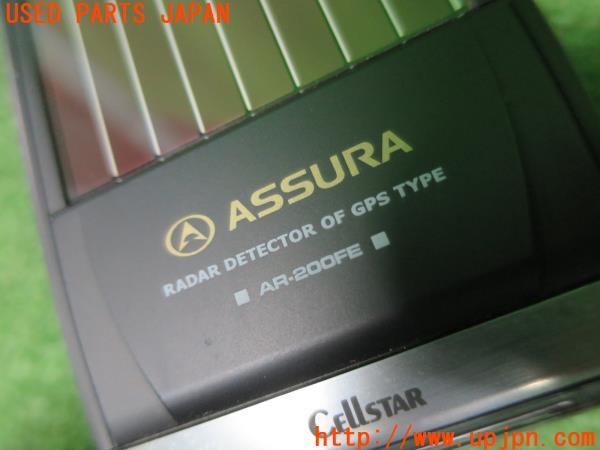 USED PARTS JAPAN
ASSURA
RADAR DETECTOR OF GPS TYPE
AR-200FE
CELLSTAR
http://www.upjpn.com